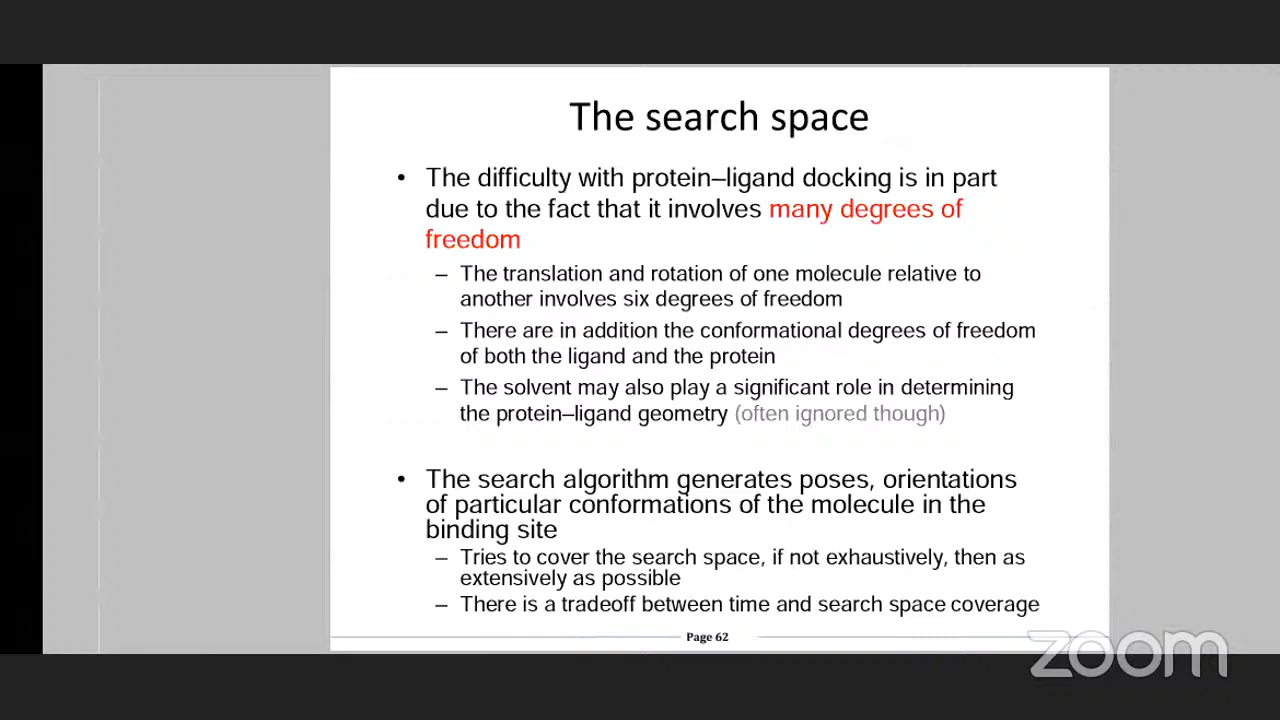 The search space
• The difficulty with protein–ligand docking is in part
due to the fact that it involves many degrees of
freedom
– The translation and rotation of one molecule relative to
another involves six degrees of freedom
– There are in addition the conformational degrees of freedom
of both the ligand and the protein
– The solvent may also play a significant role in determining
the protein–ligand geometry (often ignored though)
• The search algorithm generates poses, orientations
of particular conformations of the molecule in the
binding site
– Tries to cover the search space, if not exhaustively, then as
extensively as possible
– There is a tradeoff between time and search space coverage
Page 62
zoom